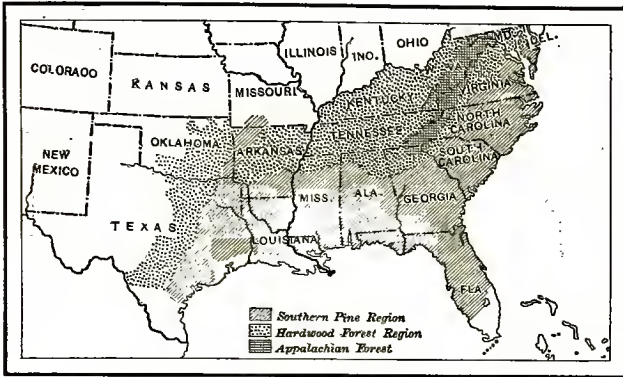 OHIO
MD.
DEL.
ILLINOIS
IND.
COLORADO
KANSAS
MISSOURI
VIRGINIA
KENTUCKY
NORTH
CAROLINA
TENNESSEE
OKLAHOMA
ARKANSAS
SOUTH
CAROLINA
NEW
MEXICO
MISS.
ALA.
GEORGIA
TEXAS
LOUISIANA
FLA.
Southern Pine Region
Hardwood Forest Region
Appalachian Forest